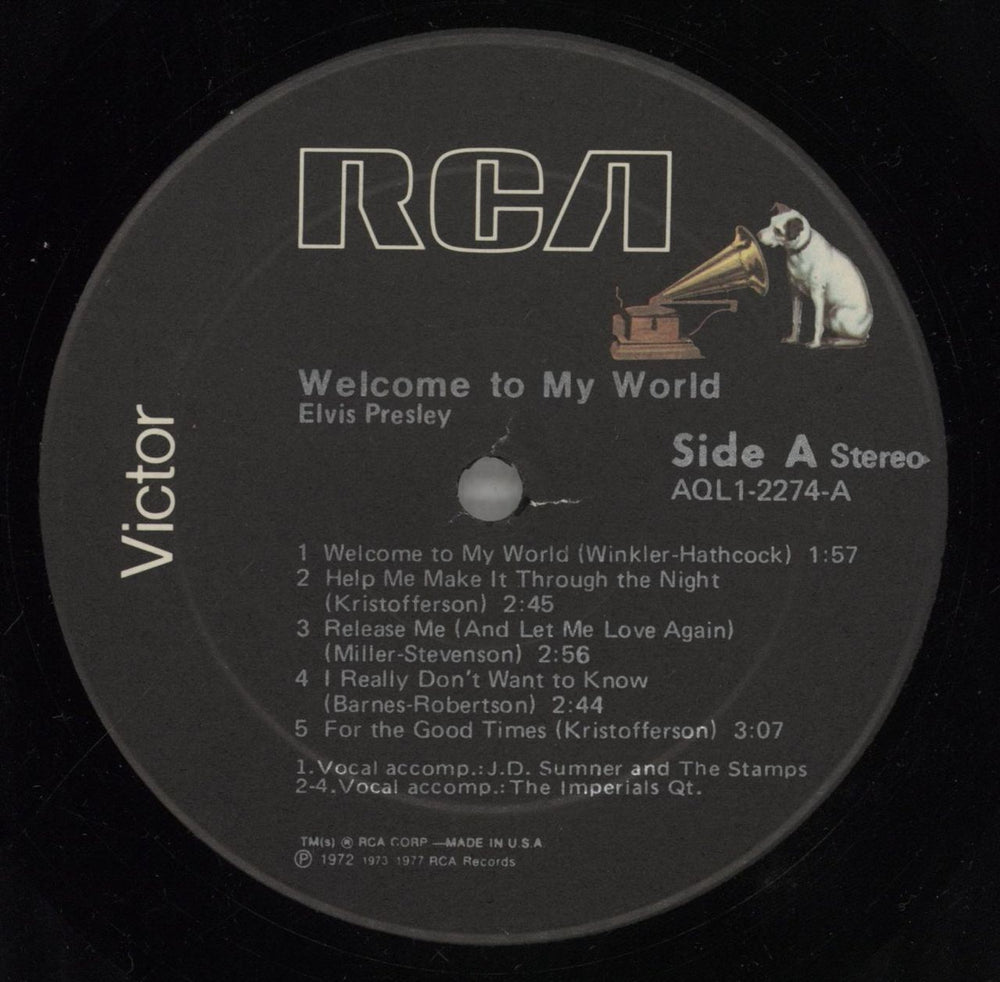 RCA
Victor
Welcome to My World
Elvis Presley
Side A Stereo
AQL1-2274-A
1 Welcome to My World (Winkler-Hathcock) 1:57
2 Help Me Make It Through the Night
(Kristofferson) 2:45
3 Release Me (And Let Me Love Again)
(Miller-Stevenson) 2:56
4 I Really Don't Want to Know
(Barnes-Robertson) 2:44
5 For the Good Times (Kristofferson) 3:07
1.Vocal accomp.:J.D. Sumner and The Stamps
2-4.Vocal accomp.:The Imperials Qt.
TM(s) ® RCA CORP —MADE IN U.S.A
Ⓟ 1972 1973 1977 RCA Records